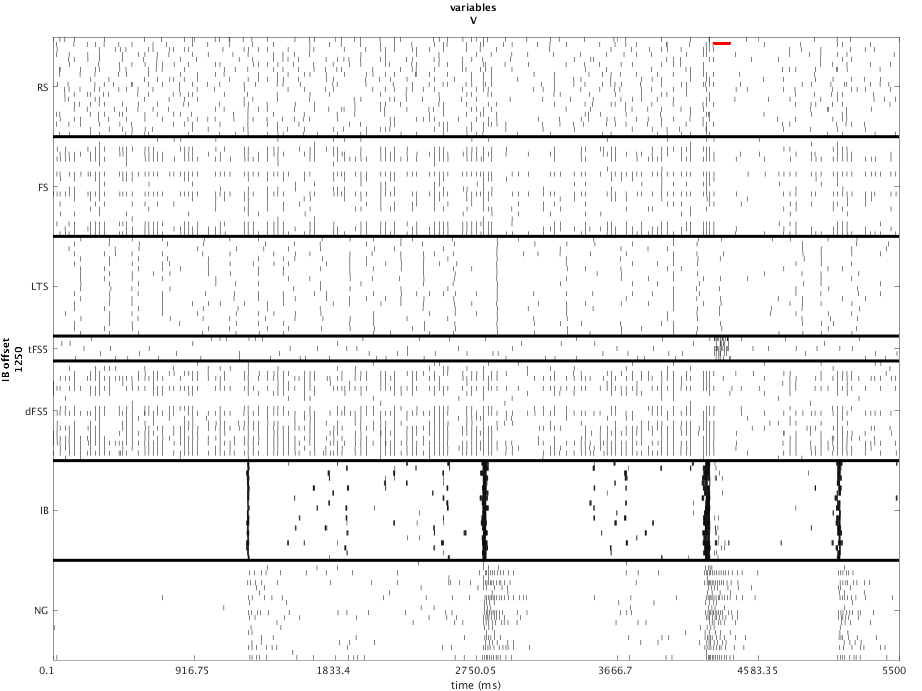 variables
V
RS
FS
LTS
tFS5
dFS5
IB
NG
IB offset
1250
0.1
916.75
1833.4
2750.05
3666.7
4583.35
5500
time (ms)